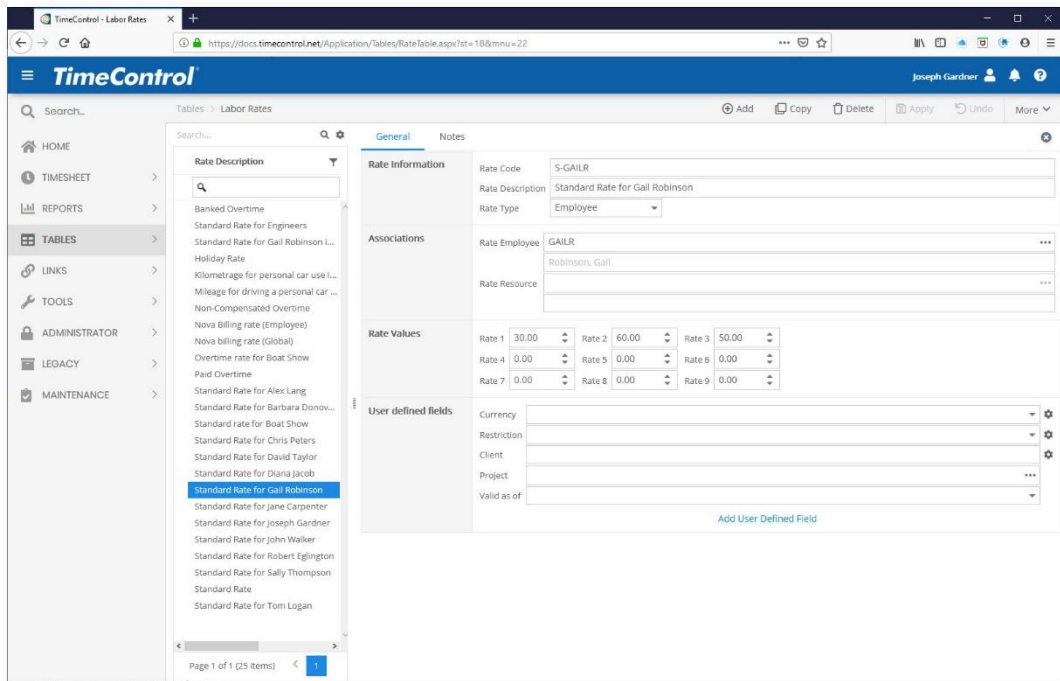 TimeControl - Labor Rates
https://docs.timecontrol.net/Application/Tables/RateTable.aspx?st=18&mnu=22
TimeControl
Joseph Gardner
Search...
Tables > Labor Rates
Add Copy Delete Apply Undo More
HOME
TIMESHEET
REPORTS
TABLES
LINKS
TOOLS
ADMINISTRATOR
LEGACY
MAINTENANCE
Search...
Rate Description
Banked Overtime
Standard Rate for Engineers
Standard Rate for Gail Robinson i...
Holiday Rate
Kilometrage for personal car use i...
Mileage for driving a personal car ...
Non-Compensated Overtime
Nova Billing rate (Employee)
Nova billing rate (Global)
Overtime rate for Boat Show
Paid Overtime
Standard Rate for Alex Lang
Standard Rate for Barbara Donov...
Standard rate for Boat Show
Standard Rate for Chris Peters
Standard Rate for David Taylor
Standard Rate for Diana Jacob
Standard Rate for Gail Robinson
Standard Rate for Jane Carpenter
Standard Rate for Joseph Gardner
Standard Rate for John Walker
Standard Rate for Robert Eglington
Standard Rate for Sally Thompson
Standard Rate
Standard Rate for Tom Logan
Page 1 of 1 (25 items) < 1
General Notes
Rate Information
Rate Code S-GAILR
Rate Description Standard Rate for Gail Robinson
Rate Type Employee
Associations
Rate Employee GAILR
Robinson, Gail
Rate Resource
Rate Values
Rate 1 30.00 Rate 2 60.00 Rate 3 50.00
Rate 4 0.00 Rate 5 0.00 Rate 6 0.00
Rate 7 0.00 Rate 8 0.00 Rate 9 0.00
User defined fields
Currency
Restriction
Client
Project
Valid as of
Add User Defined Field